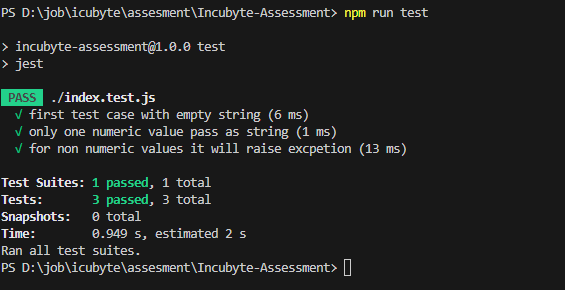 PS D:\job\icubyte\assesment\Incubyte-Assessment> npm run test
> incubyte-assessment@1.0.0 test
> jest
PASS ./index.test.js
√ first test case with empty string (6 ms)
√ only one numeric value pass as string (1 ms)
√ for non numeric values it will raise excpetion (13 ms)
Test Suites: 1 passed, 1 total
Tests: 3 passed, 3 total
Snapshots: 0 total
Time: 0.949 s, estimated 2 s
Ran all test suites.
PS D:\job\icubyte\assesment\Incubyte-Assessment>